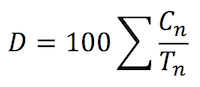 D = 100 ∑ Cₙ/Tₙ